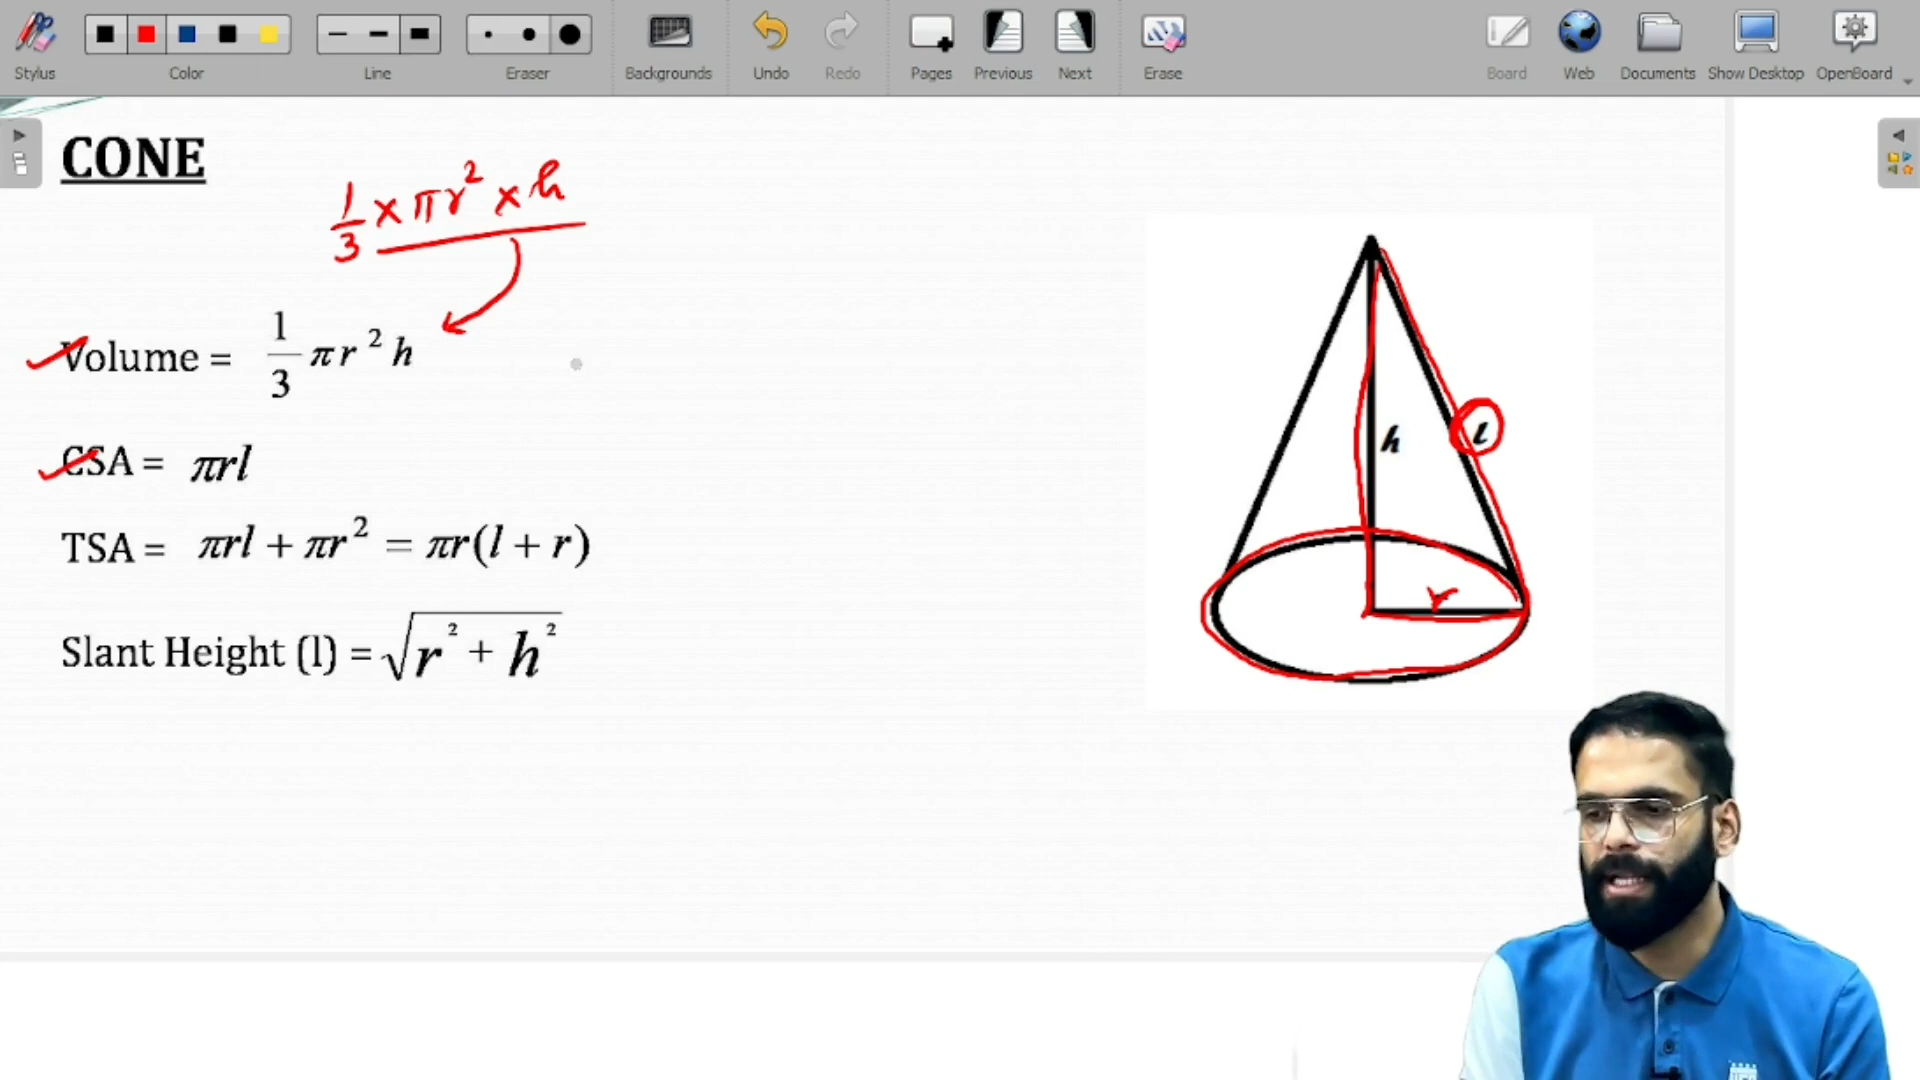 Stylus
Color
Line
Eraser
Backgrounds
Undo
Redo
Pages
Previous
Next
Erase
Board
Web
Documents
Show Desktop
OpenBoard
CONE
1/3 × πr² × h
Volume = 1/3 πr²h
CSA = πrl
TSA = πrl + πr² = πr(l + r)
Slant Height (l) = √(r² + h²)
h
l
r